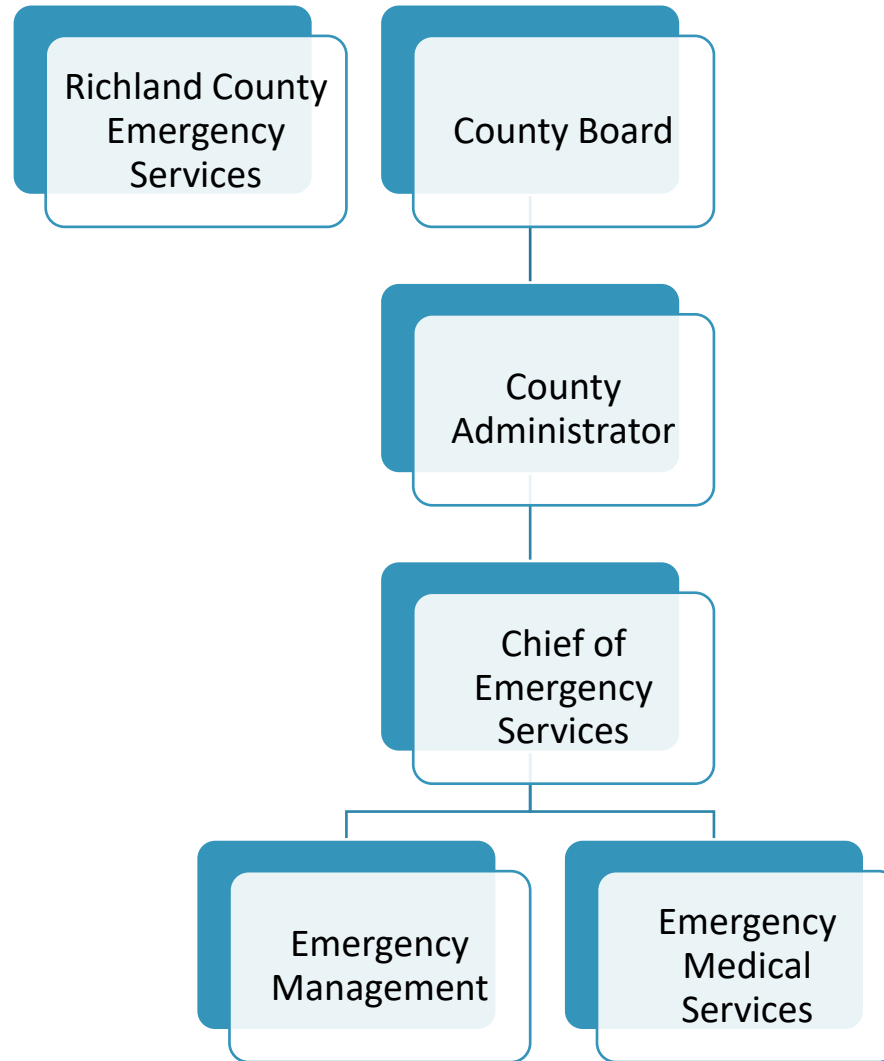 Richland County
Emergency
Services
County Board
County
Administrator
Chief of
Emergency
Services
Emergency
Management
Emergency
Medical
Services